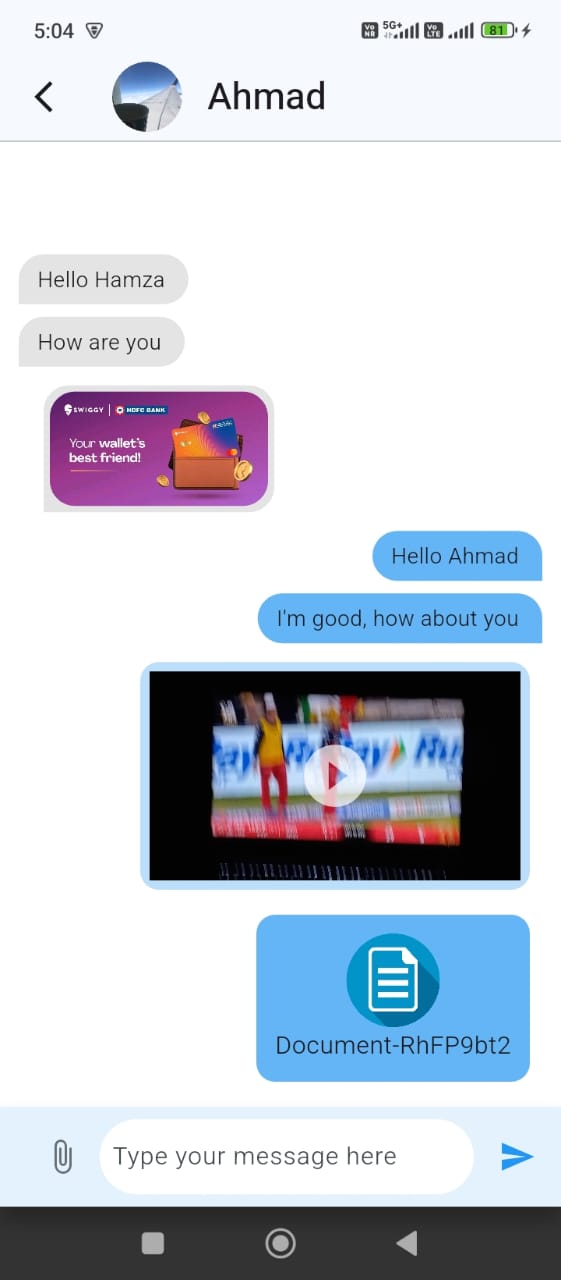 5:04
Vo NR 5G+ Vo LTE 81
Ahmad
Hello Hamza
How are you
SWIGGY | HDFC BANK
Your wallet's
best friend!
Hello Ahmad
I'm good, how about you
Document-RhFP9bt2
Type your message here